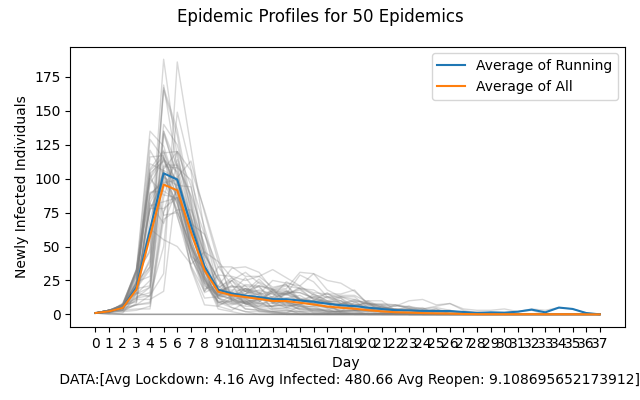 Epidemic Profiles for 50 Epidemics
Average of Running
Average of All
Newly Infected Individuals
175
150
125
100
75
50
25
0
0 1 2 3 4 5 6 7 8 9 10 11 12 13 14 15 16 17 18 19 20 21 22 23 24 25 26 27 28 29 30 31 32 33 34 35 36 37
Day
DATA:[Avg Lockdown: 4.16 Avg Infected: 480.66 Avg Reopen: 9.108695652173912]